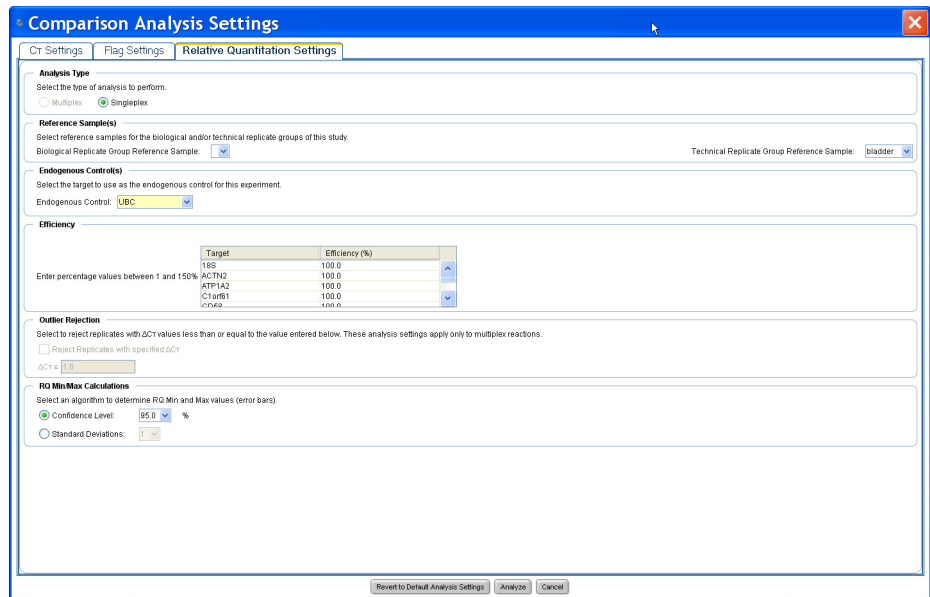 Comparison Analysis Settings
CT Settings Flag Settings Relative Quantitation Settings
Analysis Type
Select the type of analysis to perform.
Multiplex Singleplex
Reference Sample(s)
Select reference samples for the biological and/or technical replicate groups of this study.
Biological Replicate Group Reference Sample: Technical Replicate Group Reference Sample: bladder
Endogenous Control(s)
Select the target to use as the endogenous control for this experiment.
Endogenous Control: UBC
Efficiency
Target Efficiency (%)
18S 100.0
Enter percentage values between 1 and 150% ACTN2 100.0
ATP1A2 100.0
C1orf61 100.0
CD68 100.0
Outlier Rejection
Select to reject replicates with ΔCT values less than or equal to the value entered below. These analysis settings apply only to multiplex reactions.
Reject Replicates with specified ΔCT
ΔCT ≤ 1.0
RQ Min/Max Calculations
Select an algorithm to determine RQ Min and Max values (error bars).
Confidence Level: 95.0 %
Standard Deviations: 1
Revert to Default Analysis Settings Analyze Cancel